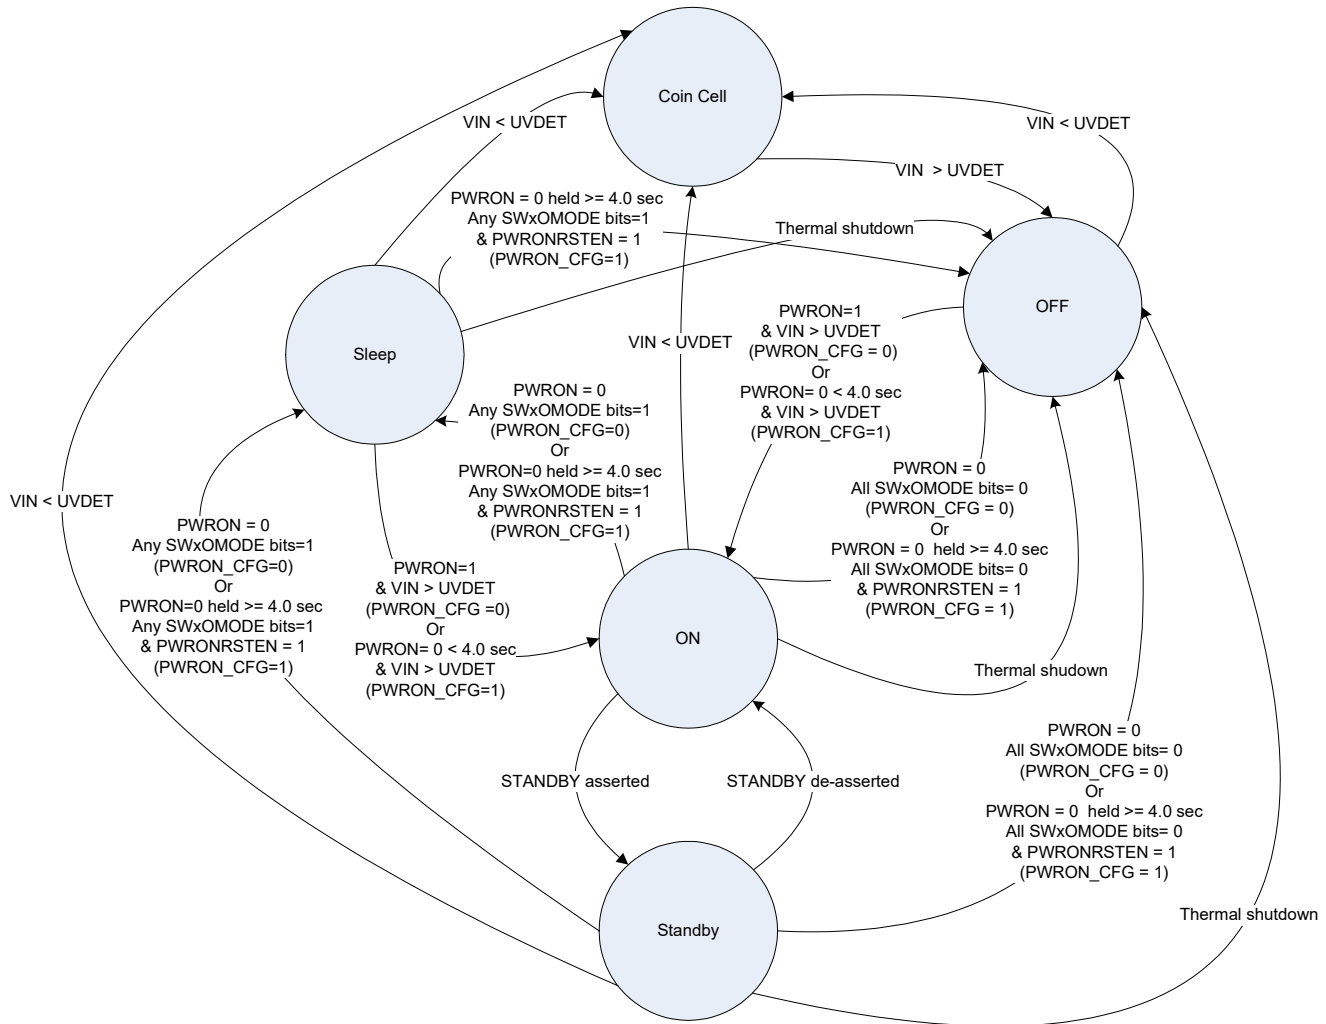 Coin Cell
VIN < UVDET
VIN < UVDET
VIN  > UVDET
PWRON = 0 held >= 4.0 sec
Any SWxOMODE bits=1
& PWRONRSTEN = 1
(PWRON_CFG=1)
Thermal shutdown
OFF
Sleep
PWRON=1
& VIN > UVDET
(PWRON_CFG = 0)
Or
PWRON= 0 < 4.0 sec
& VIN > UVDET
(PWRON_CFG=1)
VIN < UVDET
PWRON = 0
Any SWxOMODE bits=1
(PWRON_CFG=0)
Or
PWRON=0 held >= 4.0 sec
Any SWxOMODE bits=1
& PWRONRSTEN = 1
(PWRON_CFG=1)
PWRON = 0
All SWxOMODE bits= 0
(PWRON_CFG = 0)
Or
PWRON = 0  held >= 4.0 sec
All SWxOMODE bits= 0
& PWRONRSTEN = 1
(PWRON_CFG = 1)
VIN < UVDET
PWRON = 0
Any SWxOMODE bits=1
(PWRON_CFG=0)
Or
PWRON=0 held >= 4.0 sec
Any SWxOMODE bits=1
& PWRONRSTEN = 1
(PWRON_CFG=1)
PWRON=1
& VIN > UVDET
(PWRON_CFG =0)
Or
PWRON= 0 < 4.0 sec
& VIN > UVDET
(PWRON_CFG=1)
ON
Thermal shudown
STANDBY asserted
STANDBY de-asserted
PWRON = 0
All SWxOMODE bits= 0
(PWRON_CFG = 0)
Or
PWRON = 0  held >= 4.0 sec
All SWxOMODE bits= 0
& PWRONRSTEN = 1
(PWRON_CFG = 1)
Thermal shutdown
Standby